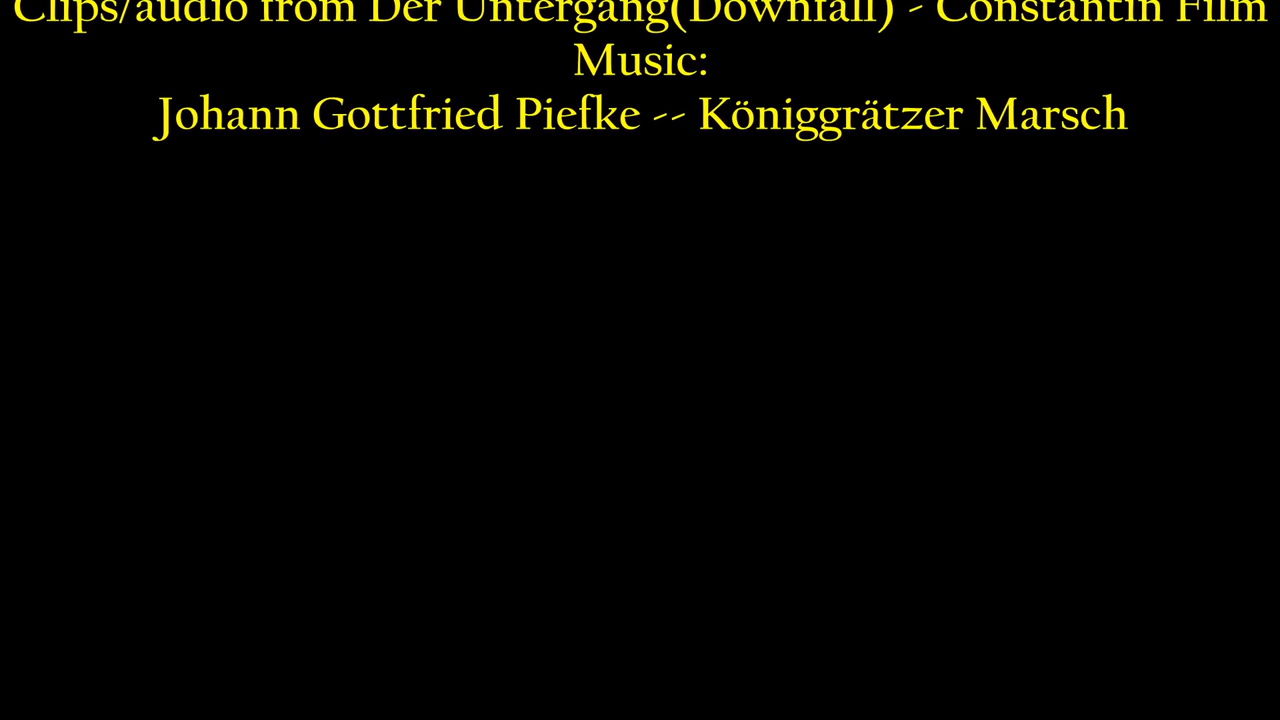 Clips/audio from Der Untergang(Downfall) - Constantin Film
Music:
Johann Gottfried Piefke -- Königgrätzer Marsch